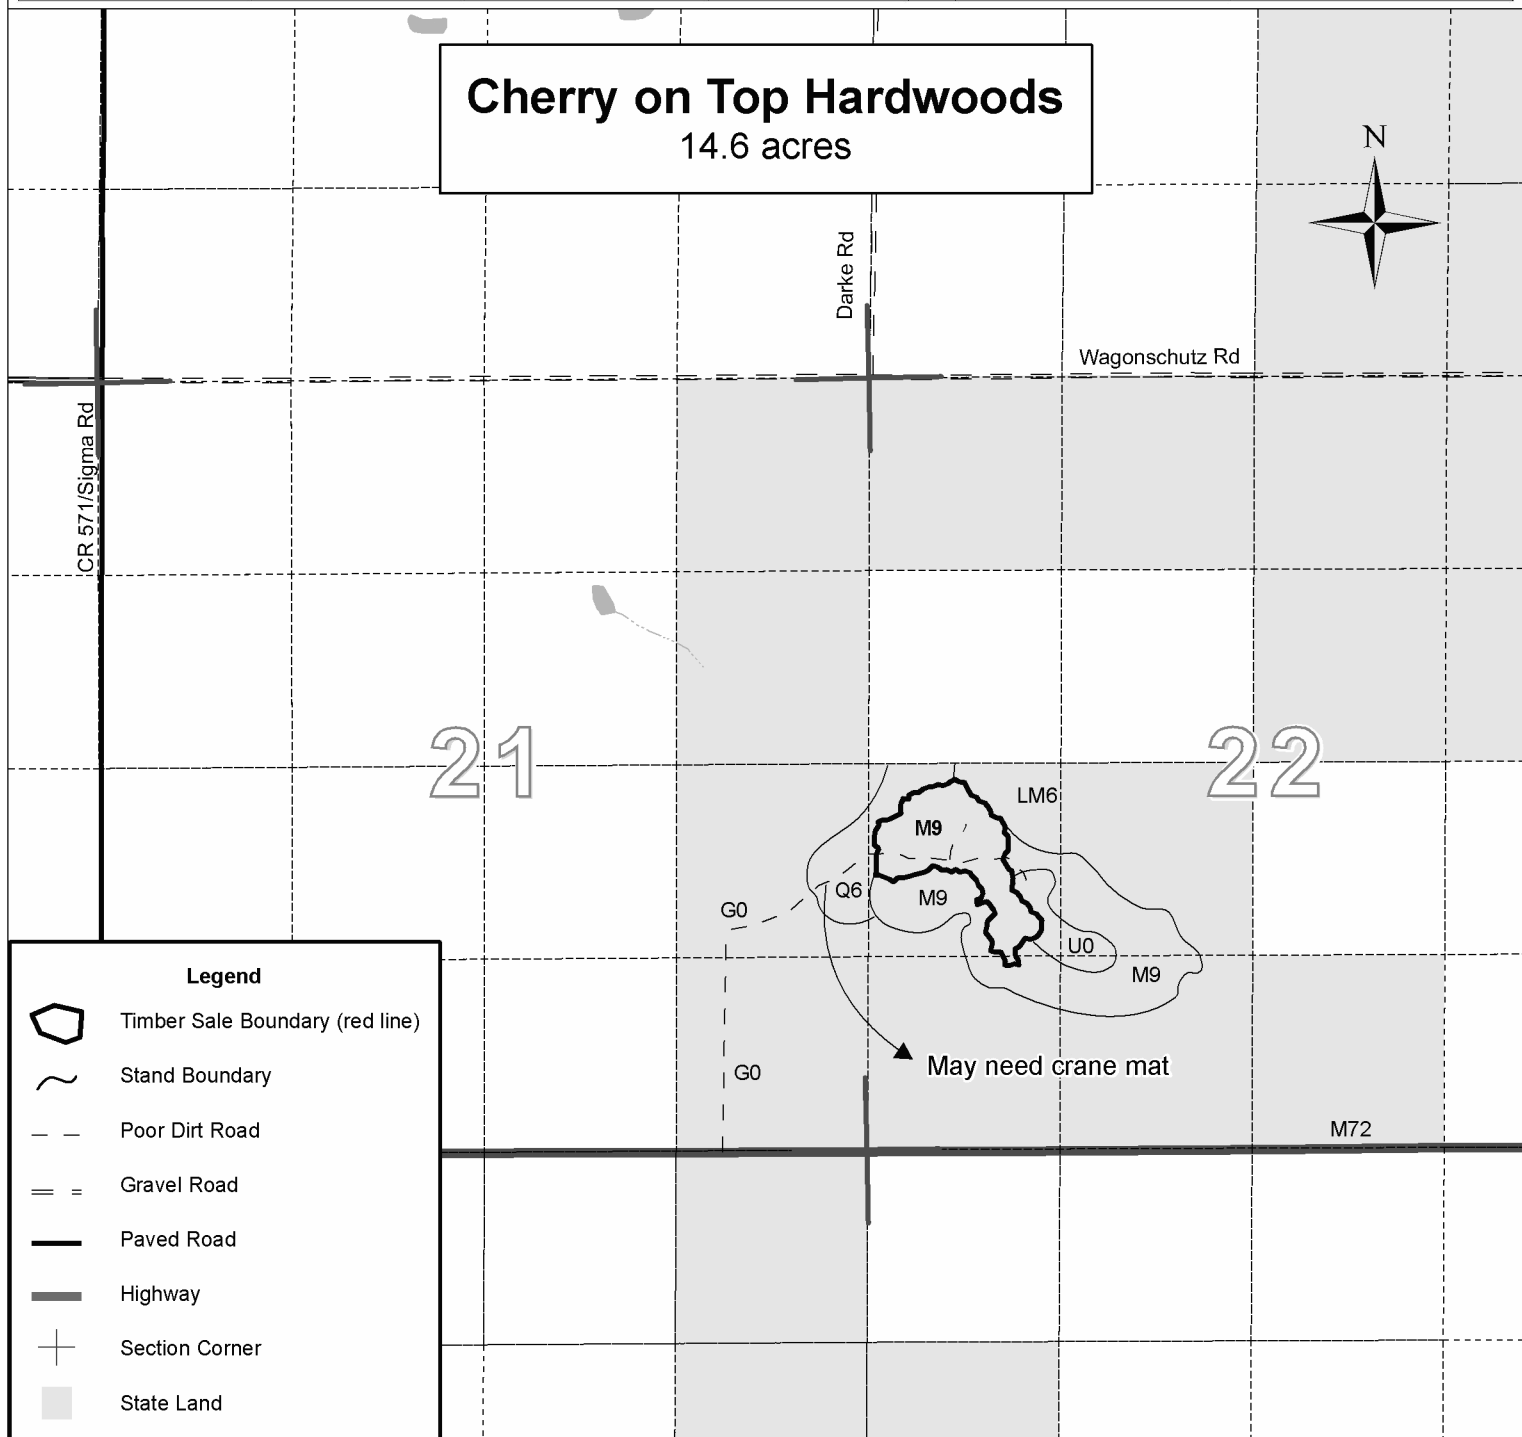 Cherry on Top Hardwoods
14.6 acres
N
Darke Rd
Wagonschutz Rd
CR 571/Sigma Rd
21
22
LM6
M9
Q6
M9
G0
U0
M9
May need crane mat
G0
M72
Legend
Timber Sale Boundary (red line)
Stand Boundary
Poor Dirt Road
Gravel Road
Paved Road
Highway
Section Corner
State Land